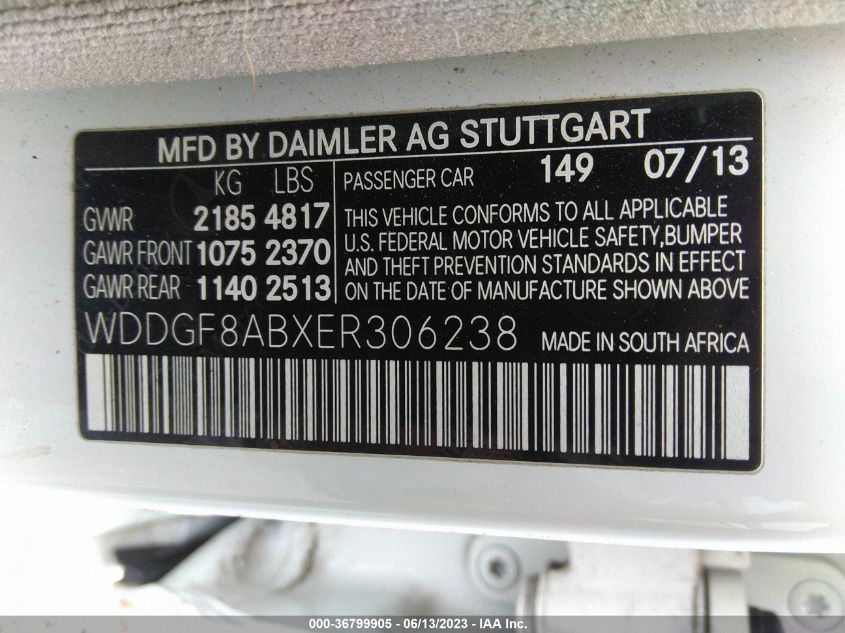 MFD BY DAIMLER AG STUTTGART
KG LBS
GVWR 2185 4817
GAWR FRONT 1075 2370
GAWR REAR 1140 2513
PASSENGER CAR 149 07/13
THIS VEHICLE CONFORMS TO ALL APPLICABLE
U.S. FEDERAL MOTOR VEHICLE SAFETY,BUMPER
AND THEFT PREVENTION STANDARDS IN EFFECT
ON THE DATE OF MANUFACTURE SHOWN ABOVE
WDDGF8ABXER306238 MADE IN SOUTH AFRICA
000-36799905 - 06/13/2023 - IAA Inc.